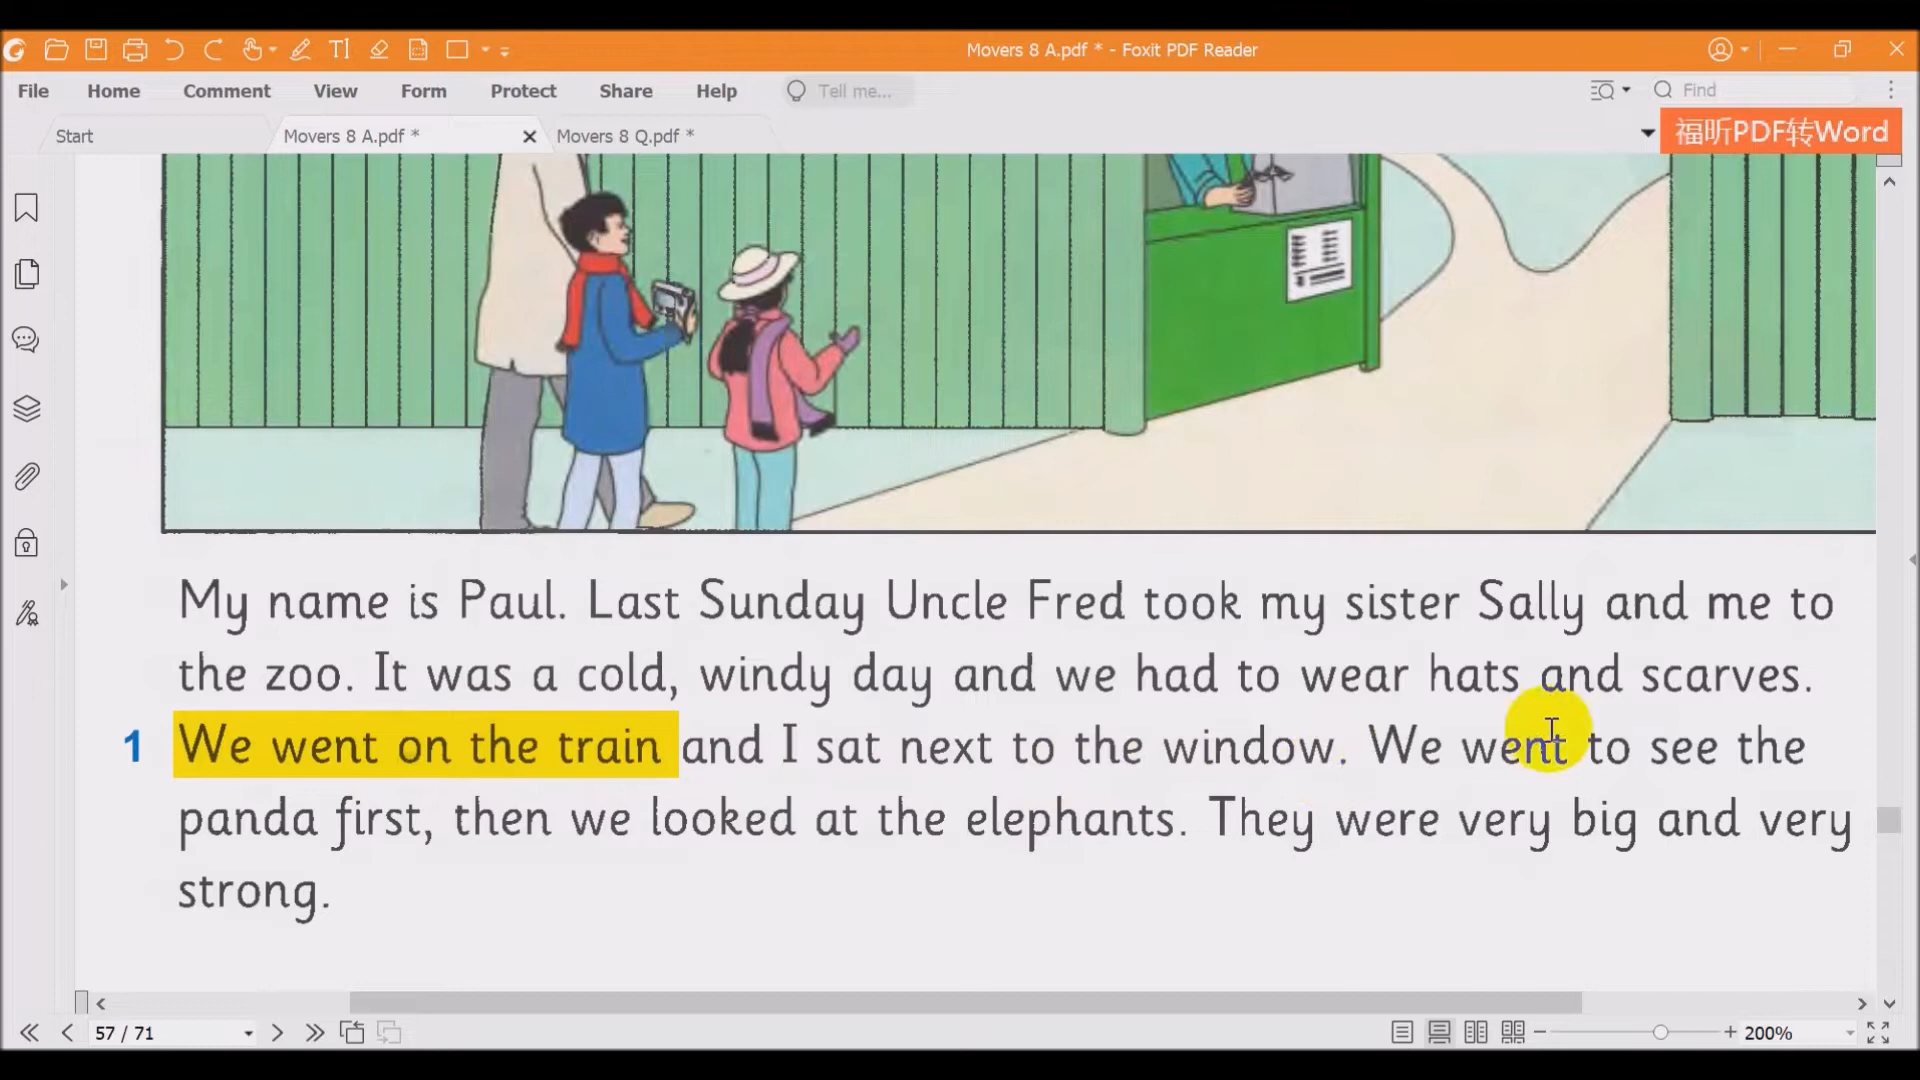 Movers 8 A.pdf * - Foxit PDF Reader
File Home Comment View Form Protect Share Help Tell me... Find
Start Movers 8 A.pdf * Movers 8 Q.pdf * 福昕PDF转Word
My name is Paul. Last Sunday Uncle Fred took my sister Sally and me to
the zoo. It was a cold, windy day and we had to wear hats and scarves.
1 We went on the train and I sat next to the window. We went to see the
panda first, then we looked at the elephants. They were very big and very
strong.
57 / 71 200%